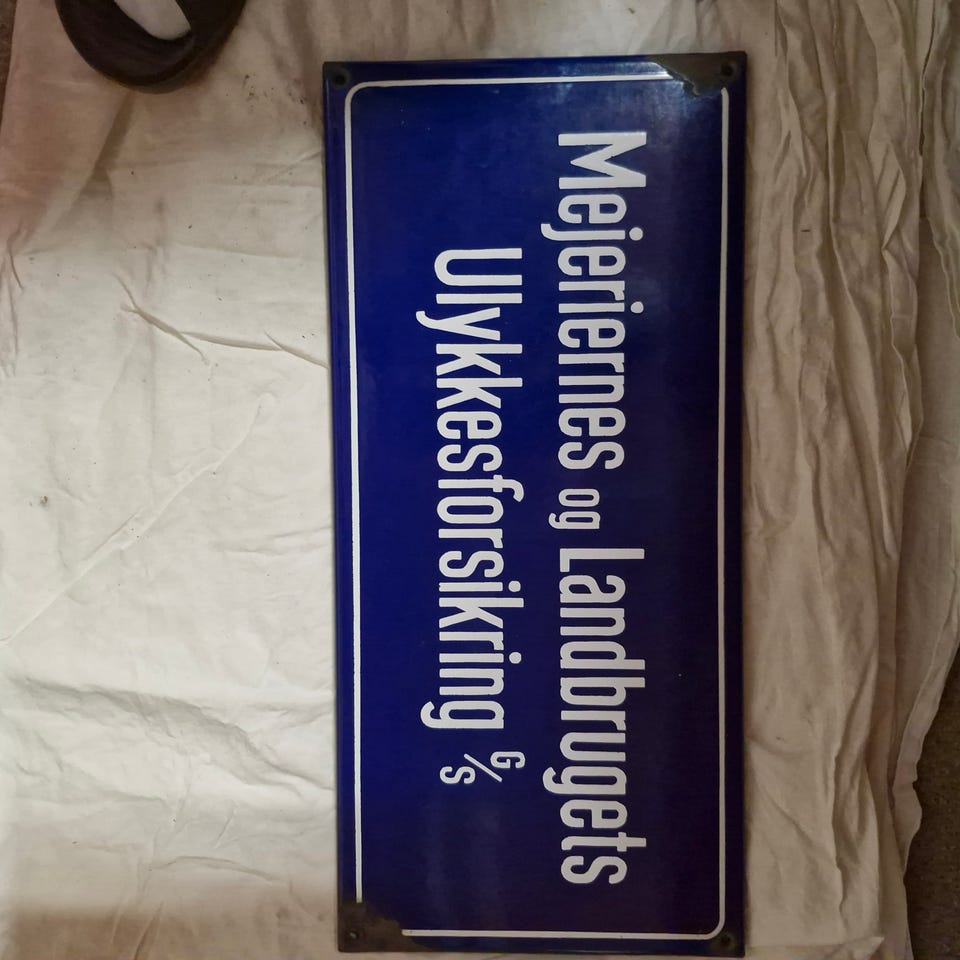 Mejeriernes og Landbrugets
Ulykkesforsikring G/S